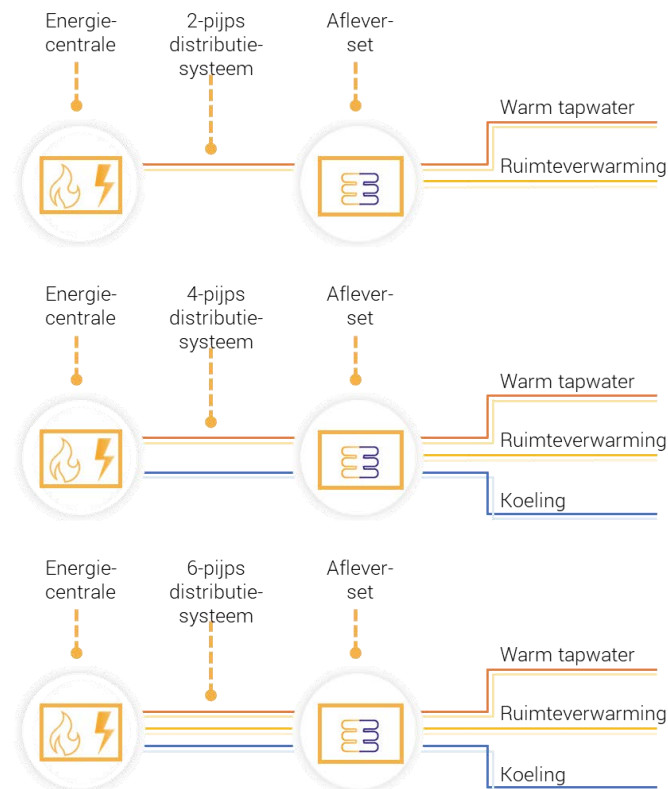 Energie-
centrale
2-pijps
distributie-
systeem
Aflever-
set
Warm tapwater
Ruimteverwarming
Energie-
centrale
4-pijps
distributie-
systeem
Aflever-
set
Warm tapwater
Ruimteverwarming
Koeling
Energie-
centrale
6-pijps
distributie-
systeem
Aflever-
set
Warm tapwater
Ruimteverwarming
Koeling